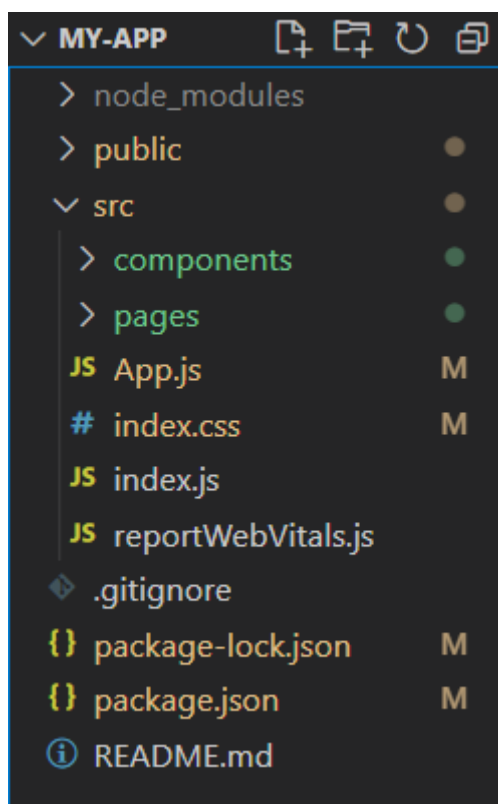 MY-APP
node_modules
public
src
components
pages
JS App.js M
# index.css M
JS index.js
JS reportWebVitals.js
.gitignore
{} package-lock.json M
{} package.json M
README.md